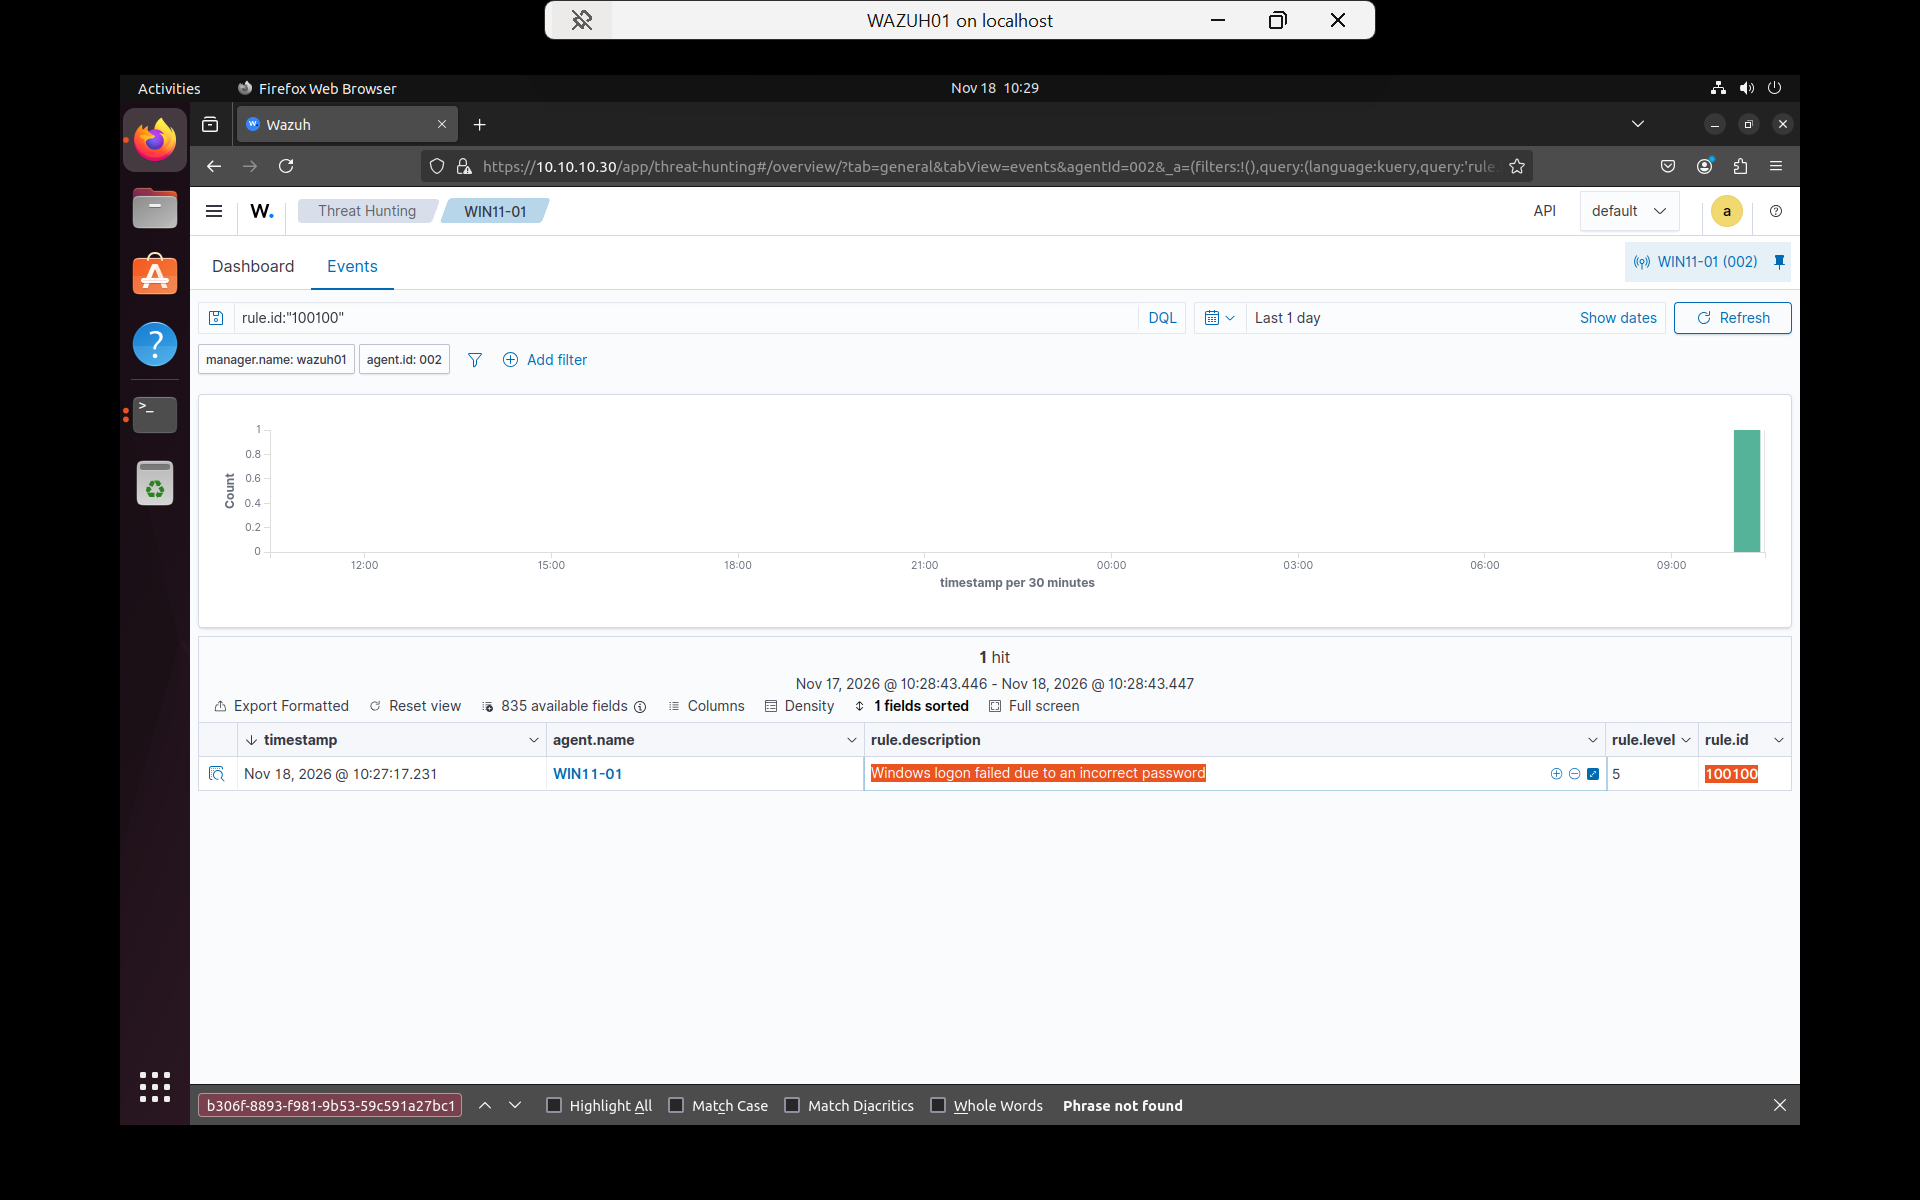 WAZUH01 on localhost
Activities
Firefox Web Browser
Nov 18 10:29
Wazuh
https://10.10.10.30/app/threat-hunting#/overview/?tab=general&tabView=events&agentId=002&_a=(filters:!(),query:(language:kuery,query:'rule.
W.
Threat Hunting
WIN11-01
API
default
a
Dashboard
Events
WIN11-01 (002)
rule.id:"100100"
DQL
Last 1 day
Show dates
Refresh
manager.name: wazuh01
agent.id: 002
Add filter
Count
1
0.8
0.6
0.4
0.2
0
12:00
15:00
18:00
21:00
00:00
03:00
06:00
09:00
timestamp per 30 minutes
1 hit
Nov 17, 2026 @ 10:28:43.446 - Nov 18, 2026 @ 10:28:43.447
Export Formatted
Reset view
835 available fields
Columns
Density
1 fields sorted
Full screen
timestamp
agent.name
rule.description
rule.level
rule.id
Nov 18, 2026 @ 10:27:17.231
WIN11-01
Windows logon failed due to an incorrect password
5
100100
b306f-8893-f981-9b53-59c591a27bc1
Highlight All
Match Case
Match Diacritics
Whole Words
Phrase not found